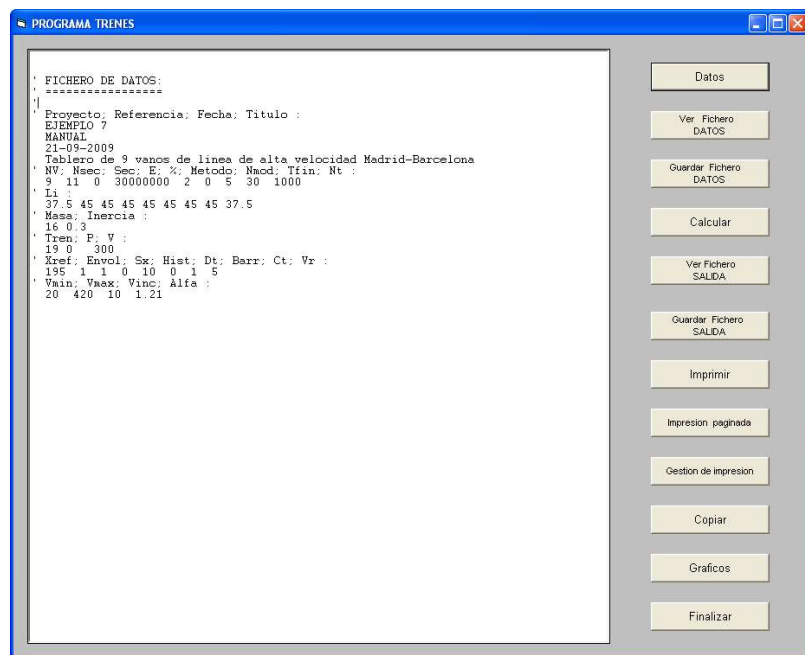 PROGRAMA TRENES
' FICHERO DE DATOS:
' =================
'
' Proyecto; Referencia; Fecha; Titulo :
EJEMPLO 7
MANUAL
21-09-2009
Tablero de 9 vanos de linea de alta velocidad Madrid-Barcelona
' NV; Nsec; Sec; E; %; Metodo; Nmod; Tfin; Nt :
9 11 0 30000000 2 0 5 30 1000
' Li :
37.5 45 45 45 45 45 45 45 37.5
' Masa; Inercia :
16 0.3
' Tren; P; V :
19 0 300
' Xref; Envol; Sx; Hist; Dt; Barr; Ct; Vr :
195 1 1 0 10 0 1 5
' Vmin; Vmax; Vinc; Alfa :
20 420 10 1.21
Datos
Ver Fichero
DATOS
Guardar Fichero
DATOS
Calcular
Ver Fichero
SALIDA
Guardar Fichero
SALIDA
Imprimir
Impresion paginada
Gestion de impresion
Copiar
Graficos
Finalizar